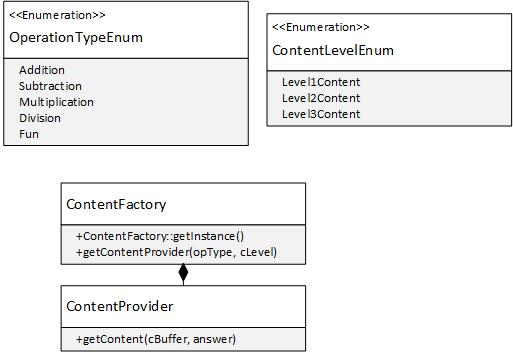 <<Enumeration>>
OperationTypeEnum
Addition
Subtraction
Multiplication
Division
Fun
<<Enumeration>>
ContentLevelEnum
Level1Content
Level2Content
Level3Content
ContentFactory
+ContentFactory::getInstance()
+getContentProvider(opType, cLevel)
ContentProvider
+getContent(cBuffer, answer)